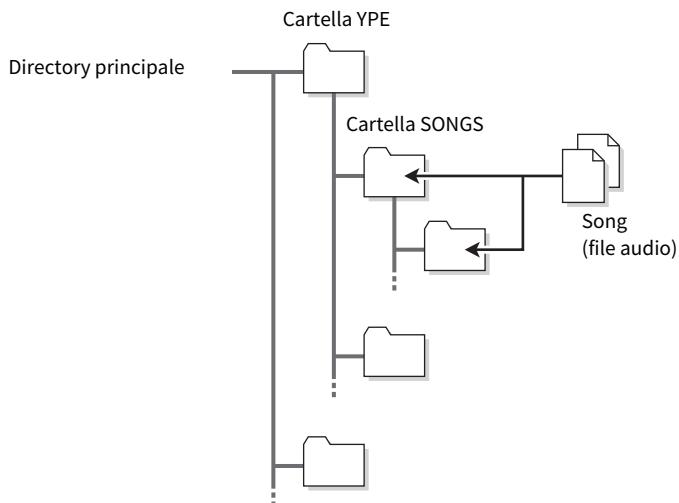 Cartella YPE
Directory principale
Cartella SONGS
Song
(file audio)